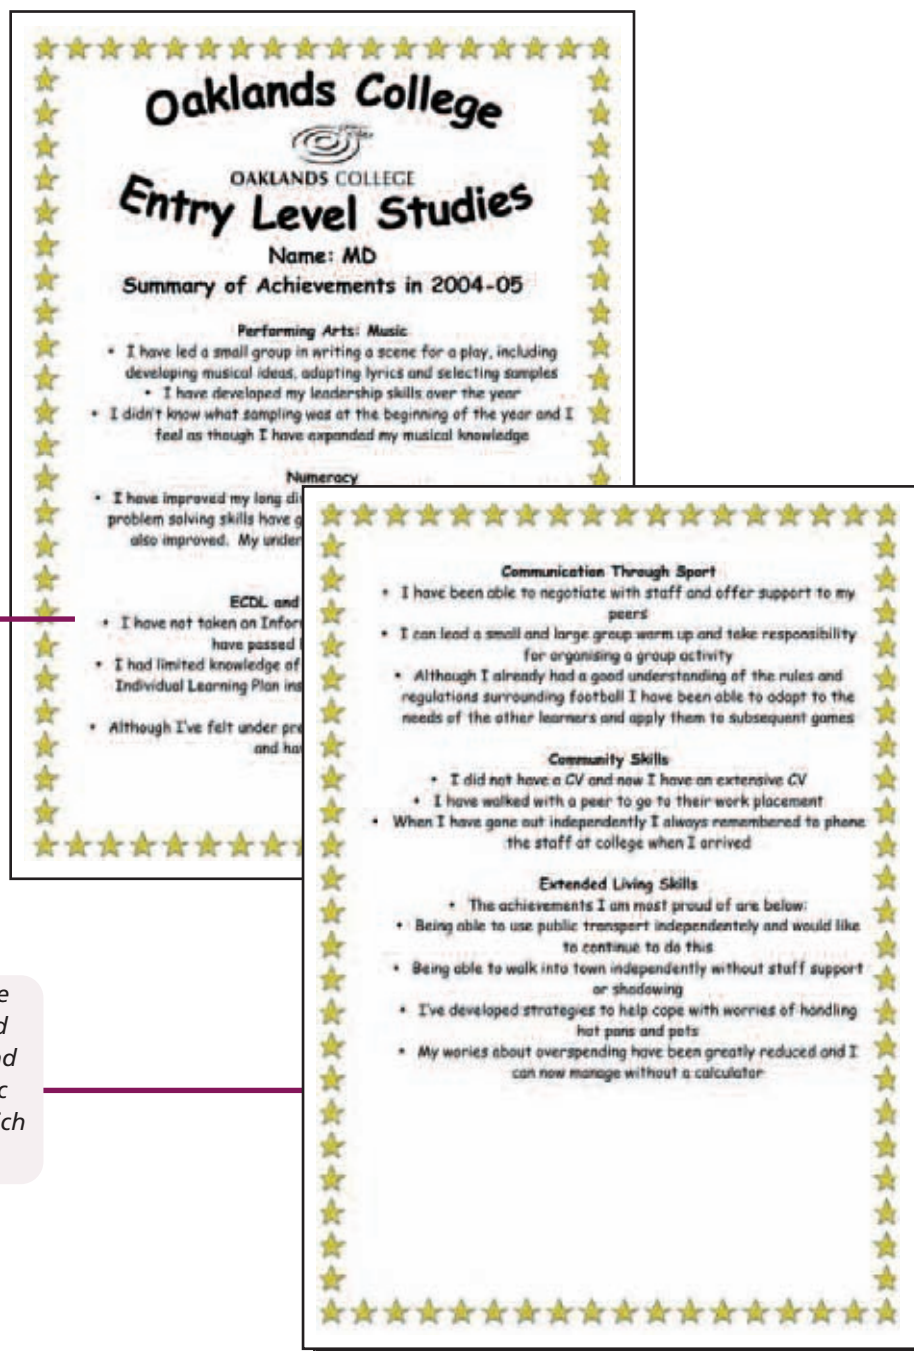 Oaklands College
OAKLANDS COLLEGE
Entry Level Studies
Name: MD
Summary of Achievements in 2004-05
Performing Arts: Music
• I have led a small group in writing a scene for a play, including
developing musical ideas, adapting lyrics and selecting samples
• I have developed my leadership skills over the year
• I didn't know what sampling was at the beginning of the year and I
feel as though I have expanded my musical knowledge
Numeracy
• I have improved my long
problem solving skills have
also improved. My
ECDL and
• I have not taken on
have passed
• I had limited knowledge of
Individual Learning Plan
• Although I've felt under
and
Communication Through Sport
• I have been able to negotiate with staff and offer support to my
peers
• I can lead a small and large group warm up and take responsibility
for organising a group activity
• Although I already had a good understanding of the rules and
regulations surrounding football I have been able to adapt to the
needs of the other learners and apply them to subsequent games
Community Skills
• I did not have a CV and now I have an extensive CV
• I have walked with a peer to go to their work placement
• When I have gone out independently I always remembered to phone
the staff at college when I arrived
Extended Living Skills
• The achievements I am most proud of are below:
• Being able to use public transport independentely and would like
to continue to do this
• Being able to walk into town independently without staff support
or shadowing
• I've developed strategies to help cope with worries of handling
hot pans and pots
• My wories about overspending have been greatly reduced and I
can now manage without a calculator